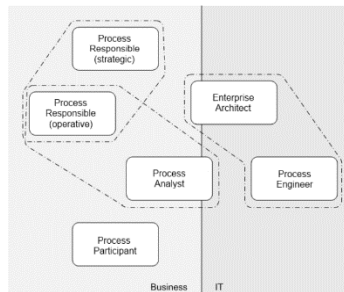 Process
Responsible
(strategic)
Enterprise
Architect
Process
Responsible
(operative)
Process
Analyst
Process
Engineer
Process
Participant
Business
IT